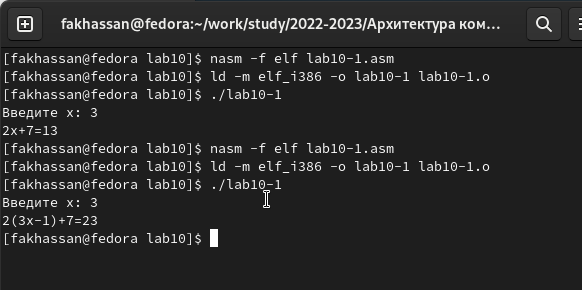 fakhassan@fedora:~/work/study/2022-2023/Архитектура ком...
[fakhassan@fedora lab10]$ nasm -f elf lab10-1.asm
[fakhassan@fedora lab10]$ ld -m elf_i386 -o lab10-1 lab10-1.o
[fakhassan@fedora lab10]$ ./lab10-1
Введите x: 3
2x+7=13
[fakhassan@fedora lab10]$ nasm -f elf lab10-1.asm
[fakhassan@fedora lab10]$ ld -m elf_i386 -o lab10-1 lab10-1.o
[fakhassan@fedora lab10]$ ./lab10-1
Введите x: 3
2(3x-1)+7=23
[fakhassan@fedora lab10]$